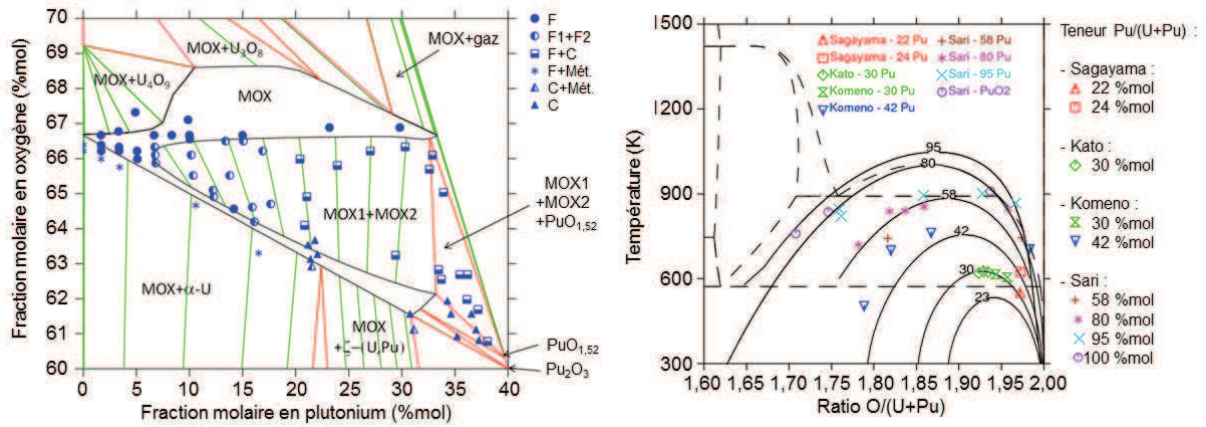 Fraction molaire en oxygène (%mol)
70
69
68
67
66
65
64
63
62
61
60
0
5
10
15
20
25
30
35
40
Fraction molaire en plutonium (%mol)
MOX+U₃O₈
MOX+U₄O₉
MOX
MOX1+MOX2
MOX+α-U
MOX
+ζ-(U,Pu)
F
F1+F2
F+C
F+Mét.
C+Mét.
C
MOX+gaz
MOX1
+MOX2
+PuO1,52
PuO1,52
Pu₂O₃
Température (K)
1500
1200
900
600
300
1,60
1,65
1,70
1,75
1,80
1,85
1,90
1,95
2,00
Ratio O/(U+Pu)
Sagayama - 22 Pu
Sagayama - 24
Kato - 30 Pu
Komeno - 30 Pu
Komeno - 42 Pu
Sari - 58 Pu
Sari - 80 Pu
Sari - 95 Pu
Sari - PuO2
95
80
58
42
30
23
Teneur Pu/(U+Pu) :
- Sagayama :
22 %mol
24 %mol
- Kato :
30 %mol
- Komeno :
30 %mol
42 %mol
- Sari :
58 %mol
80 %mol
95 %mol
100 %mol